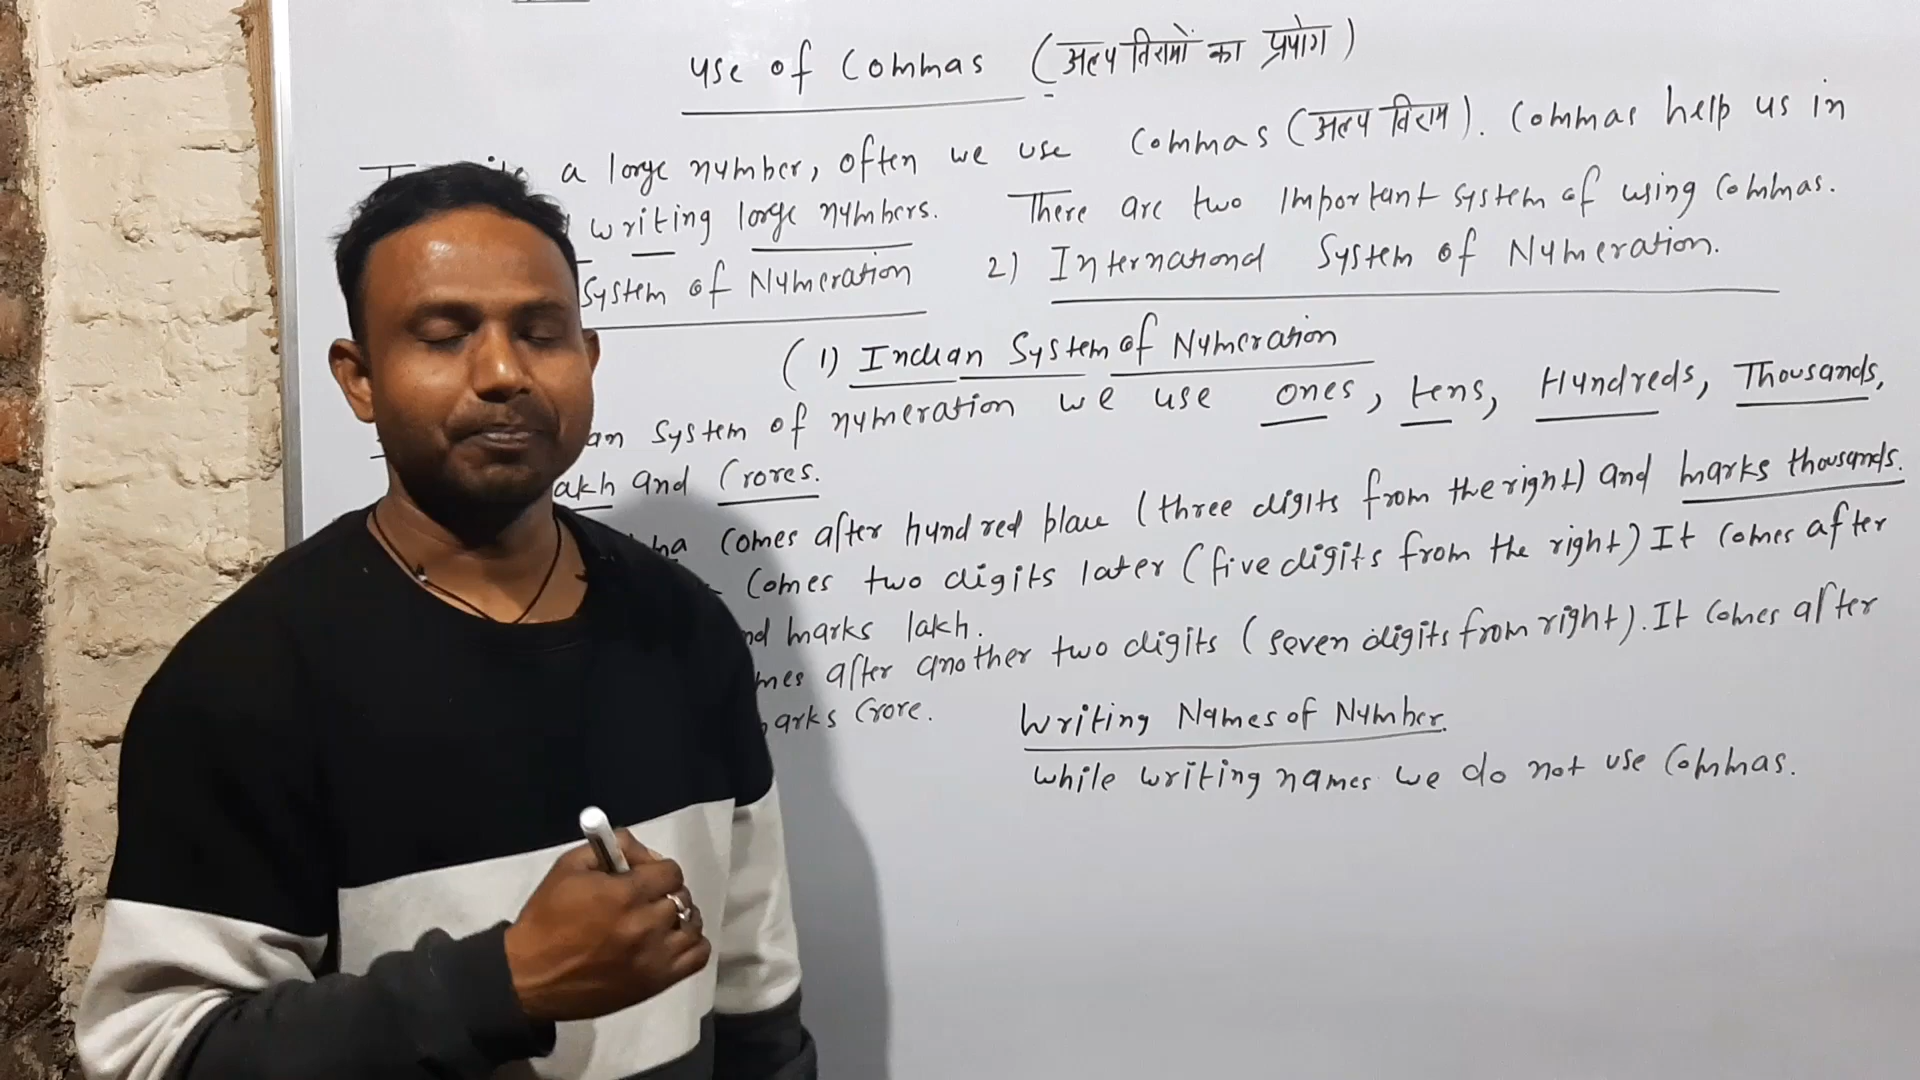 Use of Commas (अल्प विरामों का प्रयोग)
a large number, often we use Commas (अल्प विराम). Commas help us in
writing large numbers. There are two Important System of using Commas.
System of Numeration 2) International System of Numeration.
(1) Indian System of Numeration
an System of numeration we use ones, tens, Hundreds, Thousands,
akh and Crores.
ma Comes after hundred place (three digits from the right) and marks thousands.
Comes two digits later (five digits from the right) It Comes after
nd marks lakh.
mes after another two digits (seven digits from right). It Comes after
arks Crore.
Writing Names of Number.
While writing names we do not use Commas.